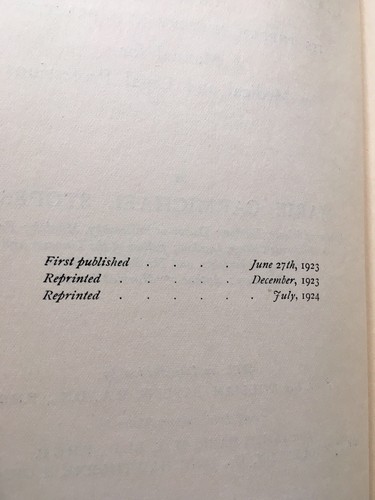 First published . . . . June 27th, 1923
Reprinted . . . . . December, 1923
Reprinted . . . . . . July, 1924